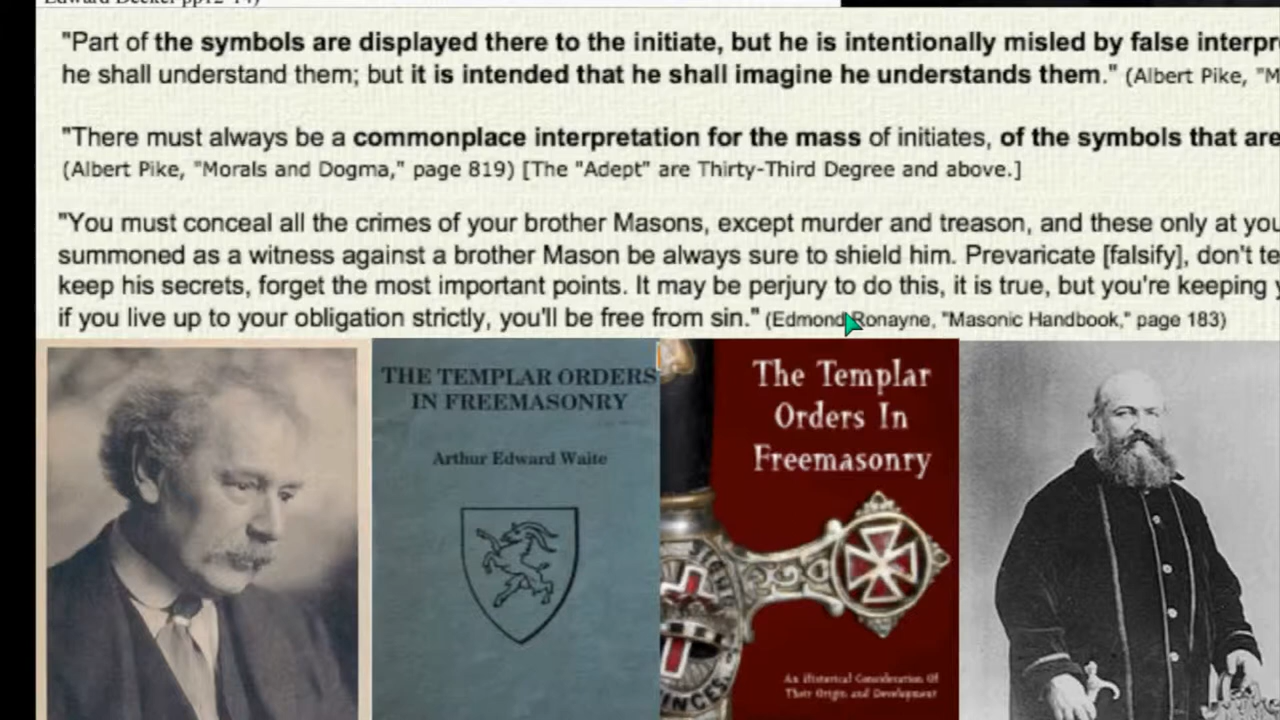 "Part of the symbols are displayed there to the initiate, but he is intentionally misled by false
he shall understand them; but it is intended that he shall imagine he understands them." (Albert Pike, "M
"There must always be a commonplace interpretation for the mass of initiates, of the symbols that are
(Albert Pike, "Morals and Dogma," page 819) [The "Adept" are Thirty-Third Degree and above.]
"You must conceal all the crimes of your brother Masons, except murder and treason, and these only at
summoned as a witness against a brother Mason be always sure to shield him. Prevaricate [falsify], don't
keep his secrets, forget the most important points. It may be perjury to do this, it is true, but you're keeping
if you live up to your obligation strictly, you'll be free from sin." (Edmond Ronayne, "Masonic Handbook," page 183)
THE TEMPLAR ORDERS
IN FREEMASONRY
Arthur Edward Waite
The Templar
Orders In
Freemasonry
An Historical Consideration Of
Their Origin and Development